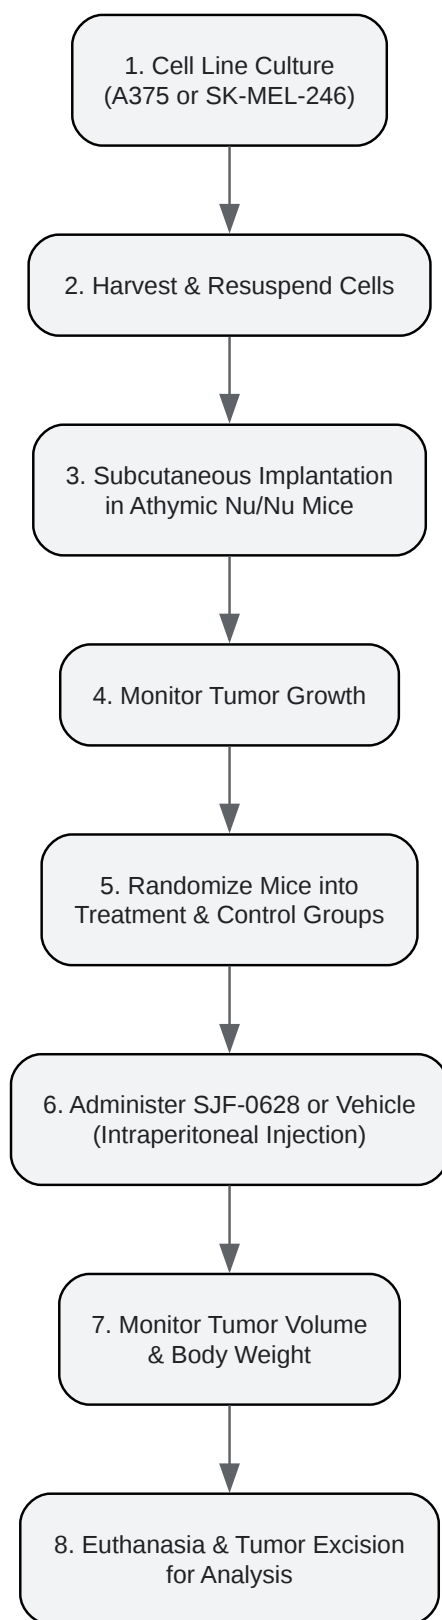 1. Cell Line Culture
(A375 or SK-MEL-246)
2. Harvest & Resuspend Cells
3. Subcutaneous Implantation
in Athymic Nu/Nu Mice
4. Monitor Tumor Growth
5. Randomize Mice into
Treatment & Control Groups
6. Administer SJF-0628 or Vehicle
(Intraperitoneal Injection)
7. Monitor Tumor Volume
& Body Weight
8. Euthanasia & Tumor Excision
for Analysis